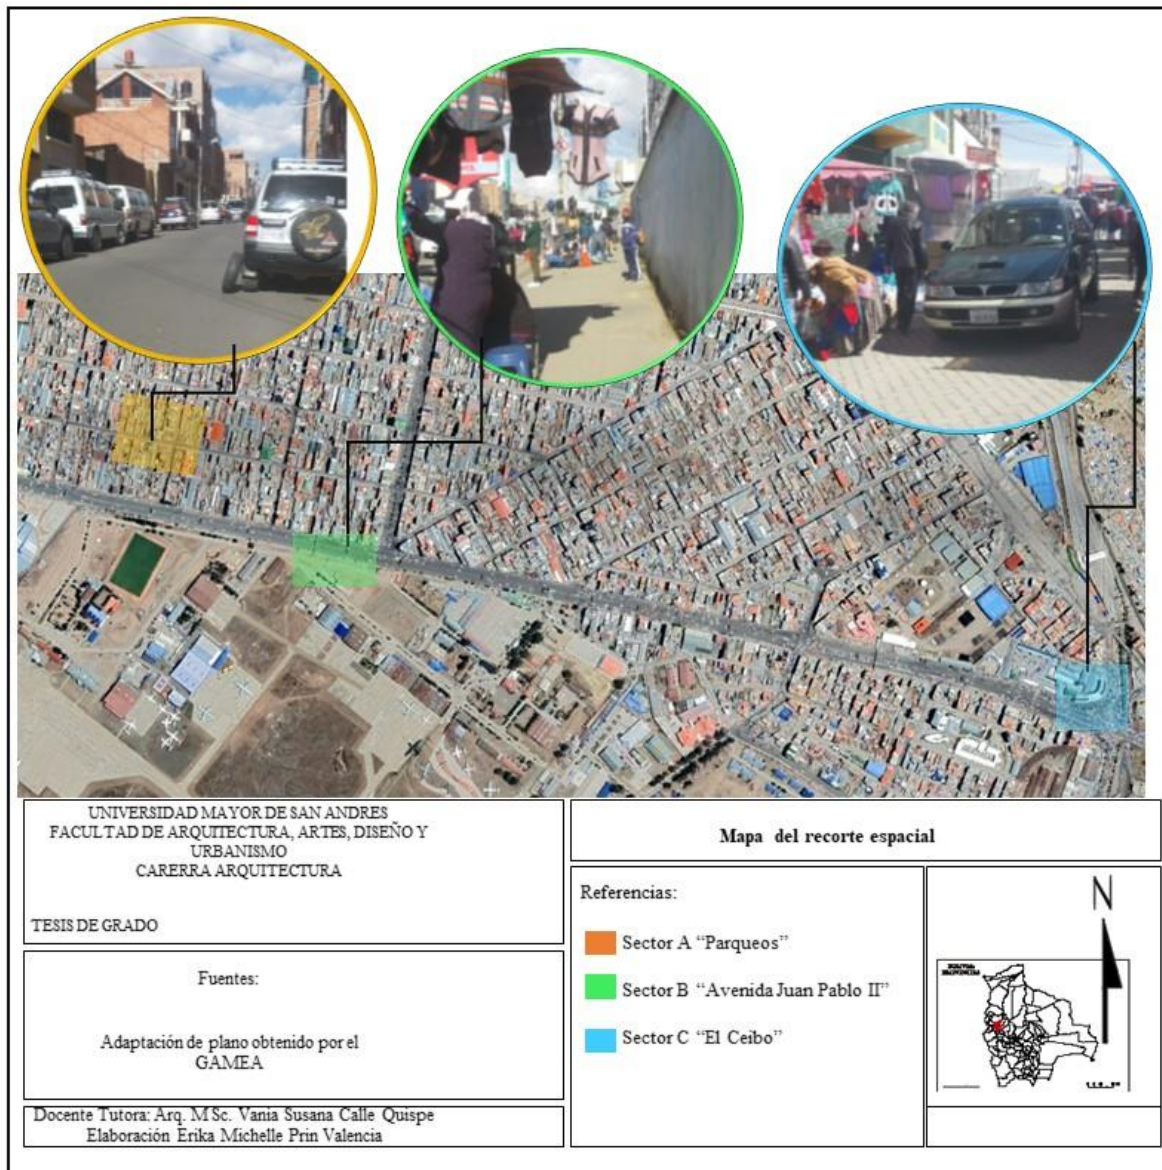 UNIVERSIDAD MAYOR DE SAN ANDRES
FACULTAD DE ARQUITECTURA, ARTES, DISEÑO Y
URBANISMO
CARERRA ARQUITECTURA
TESIS DE GRADO
Fuentes:
Adaptación de plano obtenido por el
GAMEA
Docente Tutora: Arq. MSc. Vania Susana Calle Quispe
Elaboración Erika Michelle Prin Valencia
Mapa del recorte espacial
Referencias:
Sector A “Parqueos”
Sector B “Avenida Juan Pablo II”
Sector C “El Ceibo”
N